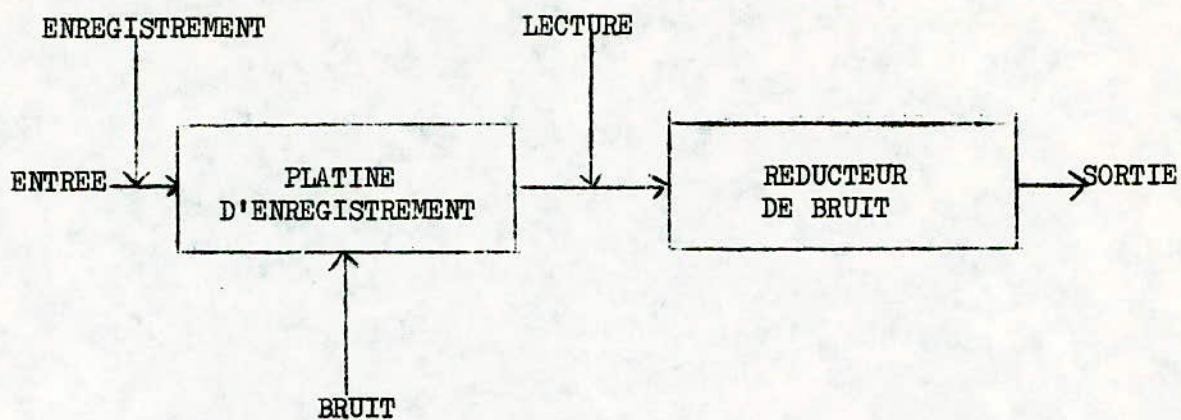 ENREGISTREMENT
LECTURE
ENTREE
PLATINE
D'ENREGISTREMENT
REDUCTEUR
DE BRUIT
SORTIE
BRUIT